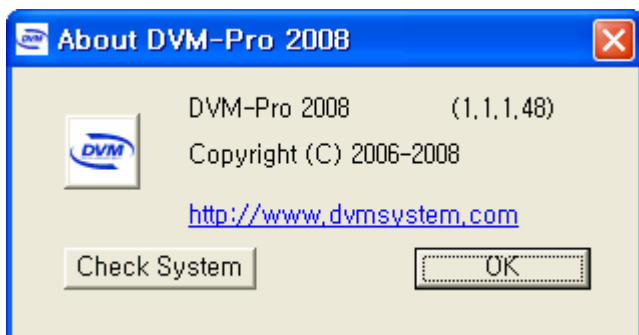 About DVM-Pro 2008
DVM-Pro 2008 (1,1,1,48)
DVM
Copyright (C) 2006-2008
http://www.dvmsystem.com
Check System OK